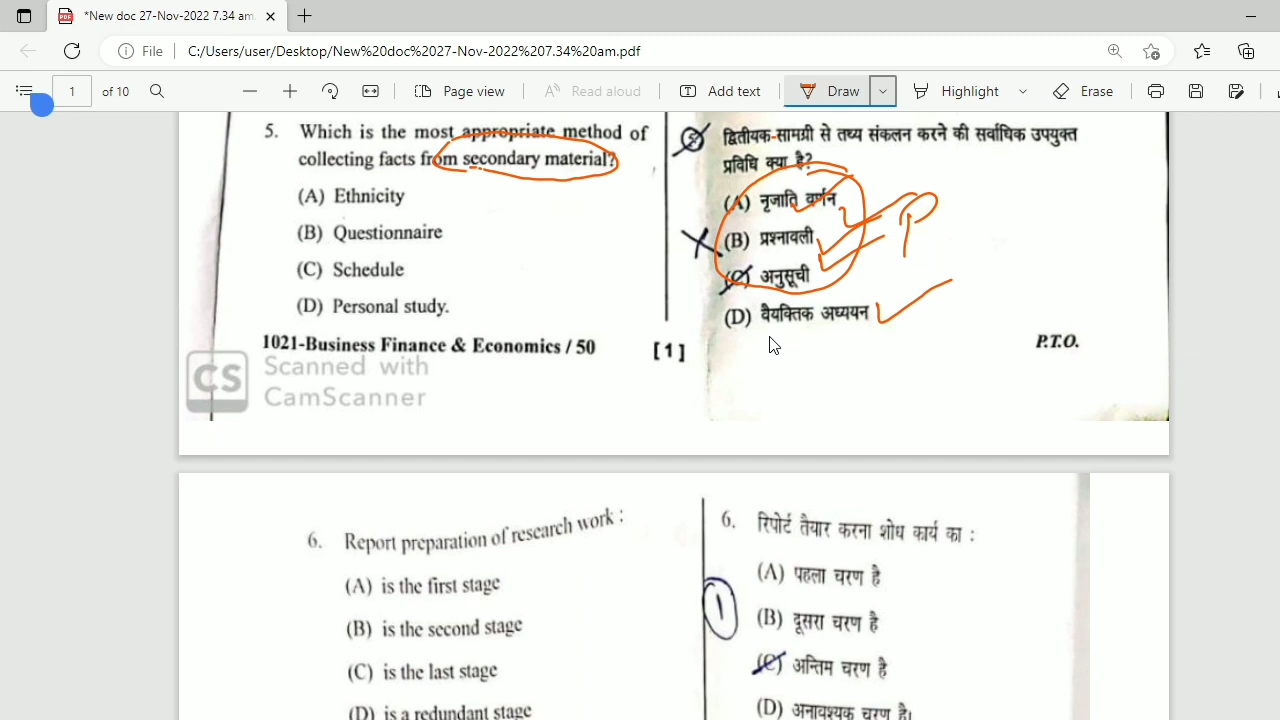 *New doc 27-Nov-2022 7.34 am
File
C:/Users/user/Desktop/New%20doc%2027-Nov-2022%207.34%20am.pdf
1 of 10
Page view
Read aloud
Add text
Draw
Highlight
Erase
5. Which is the most appropriate method of
collecting facts from secondary material?
(A) Ethnicity
(B) Questionnaire
(C) Schedule
(D) Personal study.
द्वितीयक-सामग्री से तथ्य संकलन करने की सर्वाधिक उपयुक्त
प्रविधि क्या है?
(A) नृजाति वर्णन
(B) प्रश्नावली
(C) अनुसूची
(D) वैयक्तिक अध्ययन
P
1021-Business Finance & Economics / 50
[1]
P.T.O.
CS
Scanned with
CamScanner
6. Report preparation of research work :
(A) is the first stage
(B) is the second stage
(C) is the last stage
(D) is a redundant stage
6. रिपोर्ट तैयार करना शोध कार्य का :
(A) पहला चरण है
(B) दूसरा चरण है
(C) अन्तिम चरण है
(D) अनावश्यक चरण है।
1